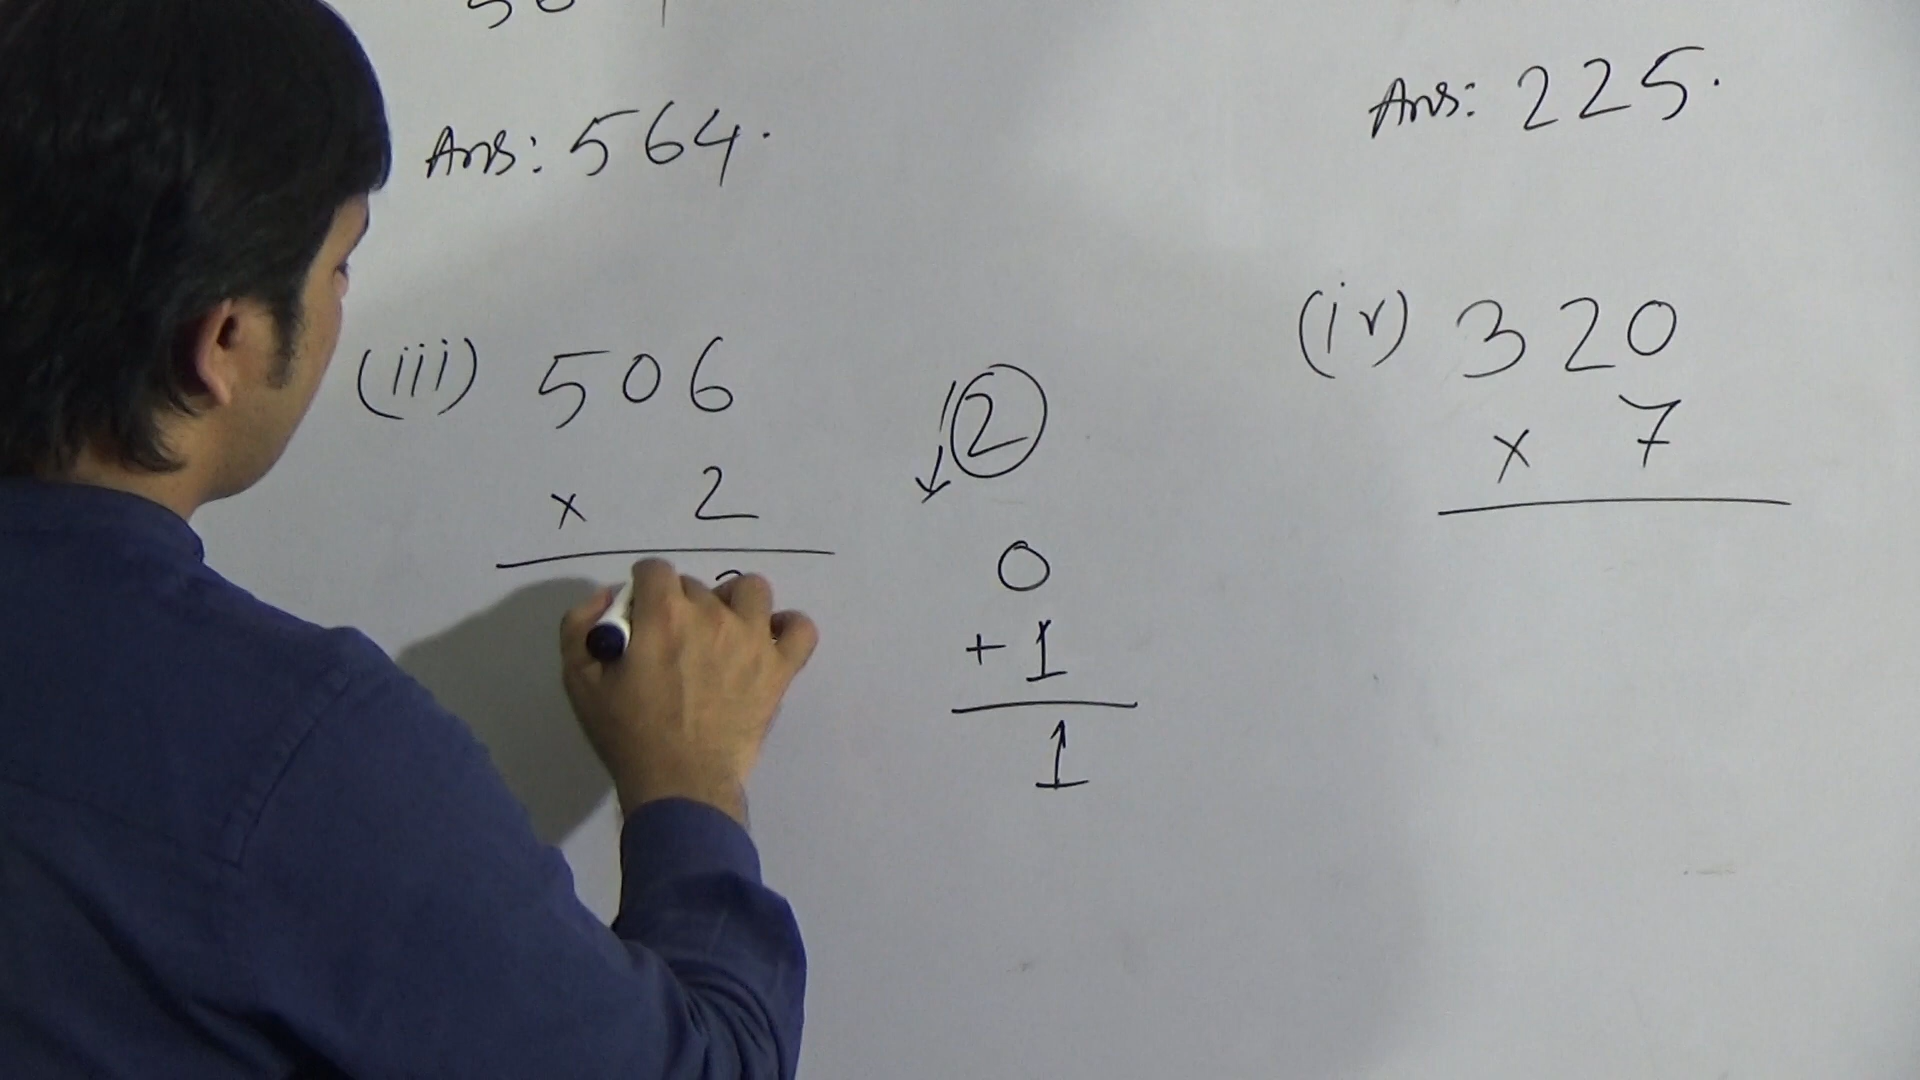 Ans: 564.
Ans: 225.
(iii) 506
x 2
2
0
+ 1
1
(iv) 320
x 7